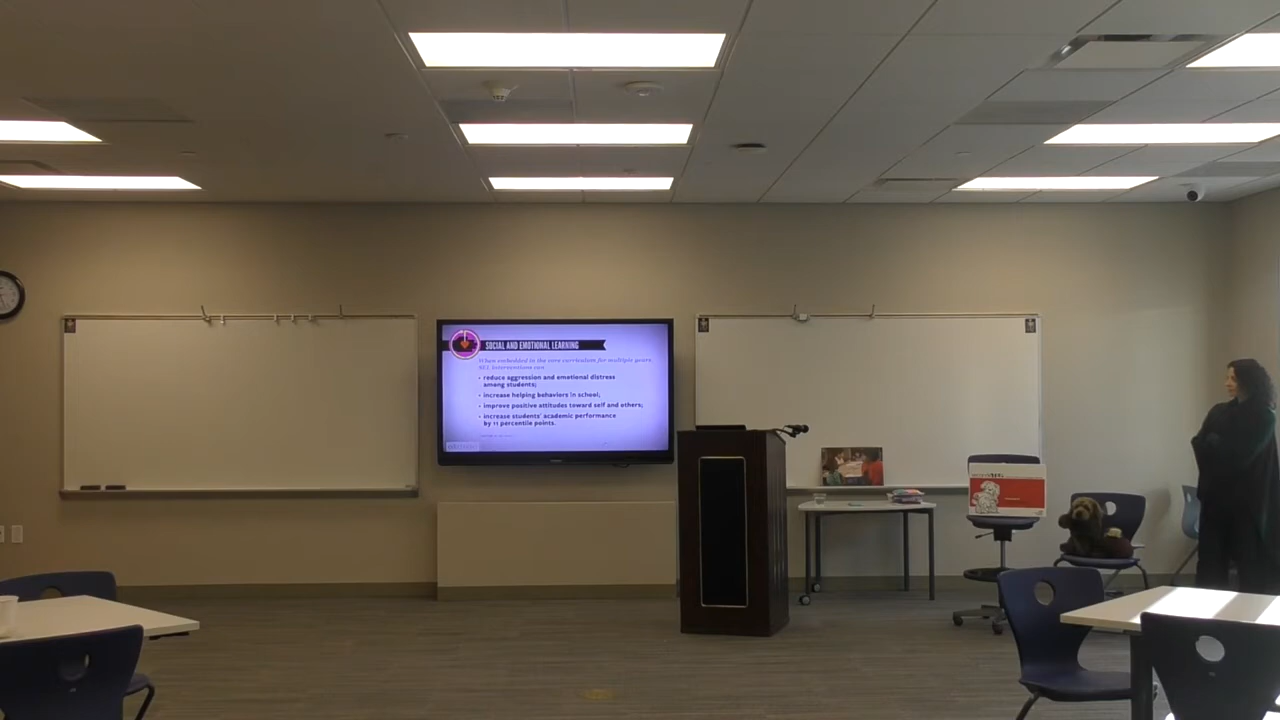 SOCIAL AND EMOTIONAL LEARNING
When embedded in the core curriculum for multiple years
SEL interventions can
• reduce aggression and emotional distress
among students;
• increase helping behaviors in school;
• improve positive attitudes toward self and others;
• increase students' academic performance
by 11 percentile points.